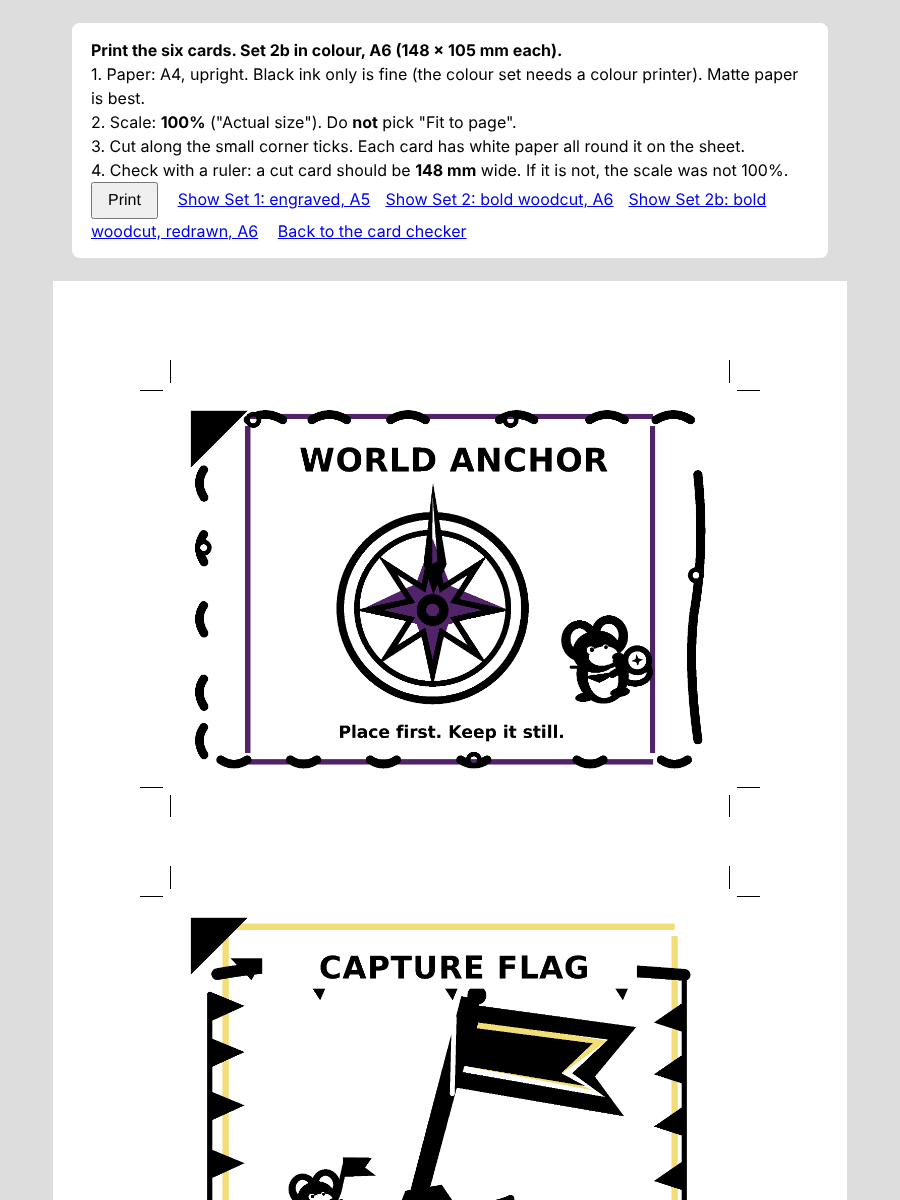 Print the six cards. Set 2b in colour, A6 (148 × 105 mm each).
1. Paper: A4, upright. Black ink only is fine (the colour set needs a colour printer). Matte paper
is best.
2. Scale: 100% ("Actual size"). Do not pick "Fit to page".
3. Cut along the small corner ticks. Each card has white paper all round it on the sheet.
4. Check with a ruler: a cut card should be 148 mm wide. If it is not, the scale was not 100%.
Print Show Set 1: engraved, A5 Show Set 2: bold woodcut, A6 Show Set 2b: bold
woodcut, redrawn, A6 Back to the card checker
WORLD ANCHOR
Place first. Keep it still.
CAPTURE FLAG